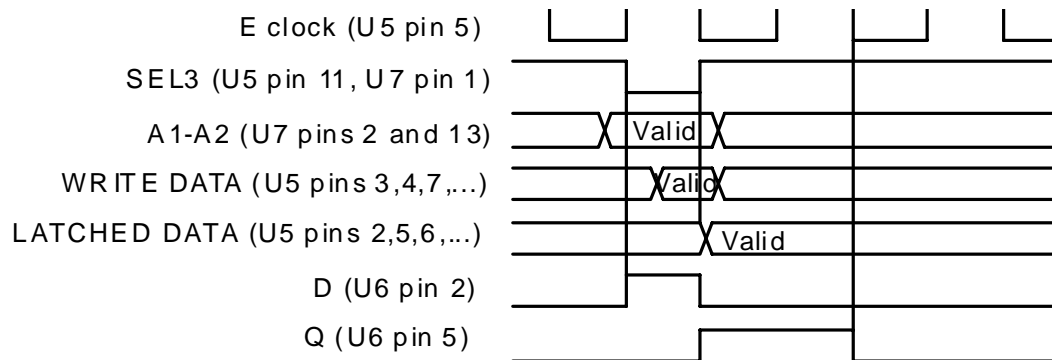 E clock (U5 pin 5)
SEL3 (U5 pin 11, U7 pin 1)
A1-A2 (U7 pins 2 and 13)
Valid
WRITE DATA (U5 pins 3,4,7,...)
Valid
LATCHED DATA (U5 pins 2,5,6,...)
Valid
D (U6 pin 2)
Q (U6 pin 5)